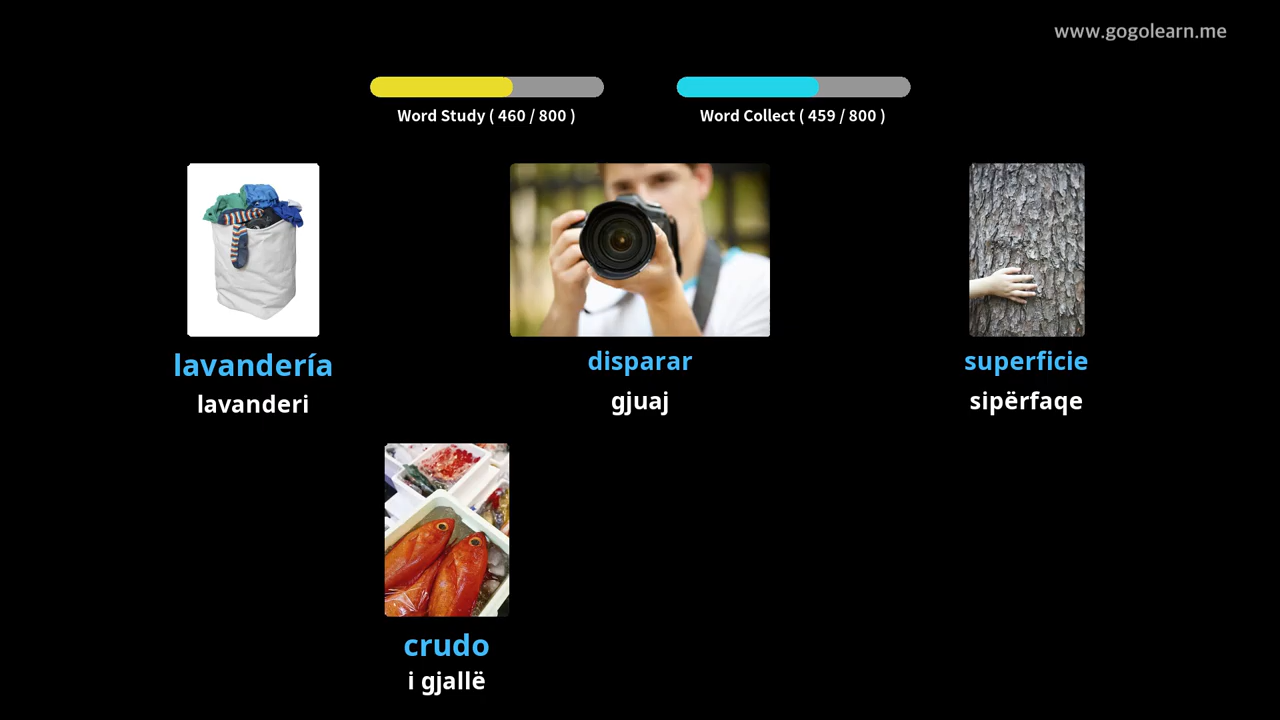 www.gogolearn.me
Word Study ( 460 / 800 )
Word Collect ( 459 / 800 )
lavandería
lavanderi
disparar
gjuaj
superficie
sipërfaqe
crudo
i gjallë